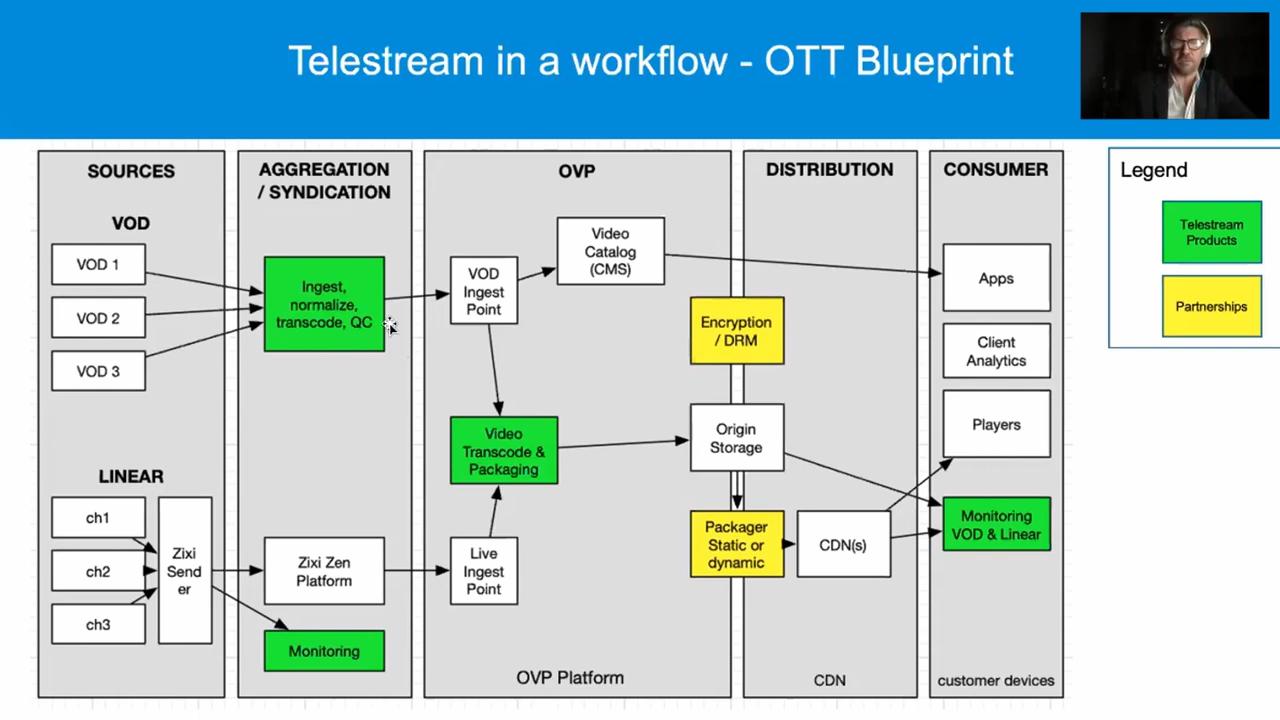 Telestream in a workflow - OTT Blueprint
SOURCES
VOD
VOD 1
VOD 2
VOD 3
LINEAR
ch1
ch2
ch3
Zixi
Send
er
AGGREGATION
/ SYNDICATION
Ingest,
normalize,
transcode, QC
Zixi Zen
Platform
Monitoring
OVP
VOD
Ingest
Point
Video
Catalog
(CMS)
Video
Transcode &
Packaging
Live
Ingest
Point
OVP Platform
Encryption
/ DRM
Origin
Storage
Packager
Static or
dynamic
DISTRIBUTION
CDN(s)
CDN
CONSUMER
Apps
Client
Analytics
Players
Monitoring
VOD & Linear
customer devices
Legend
Telestream
Products
Partnerships